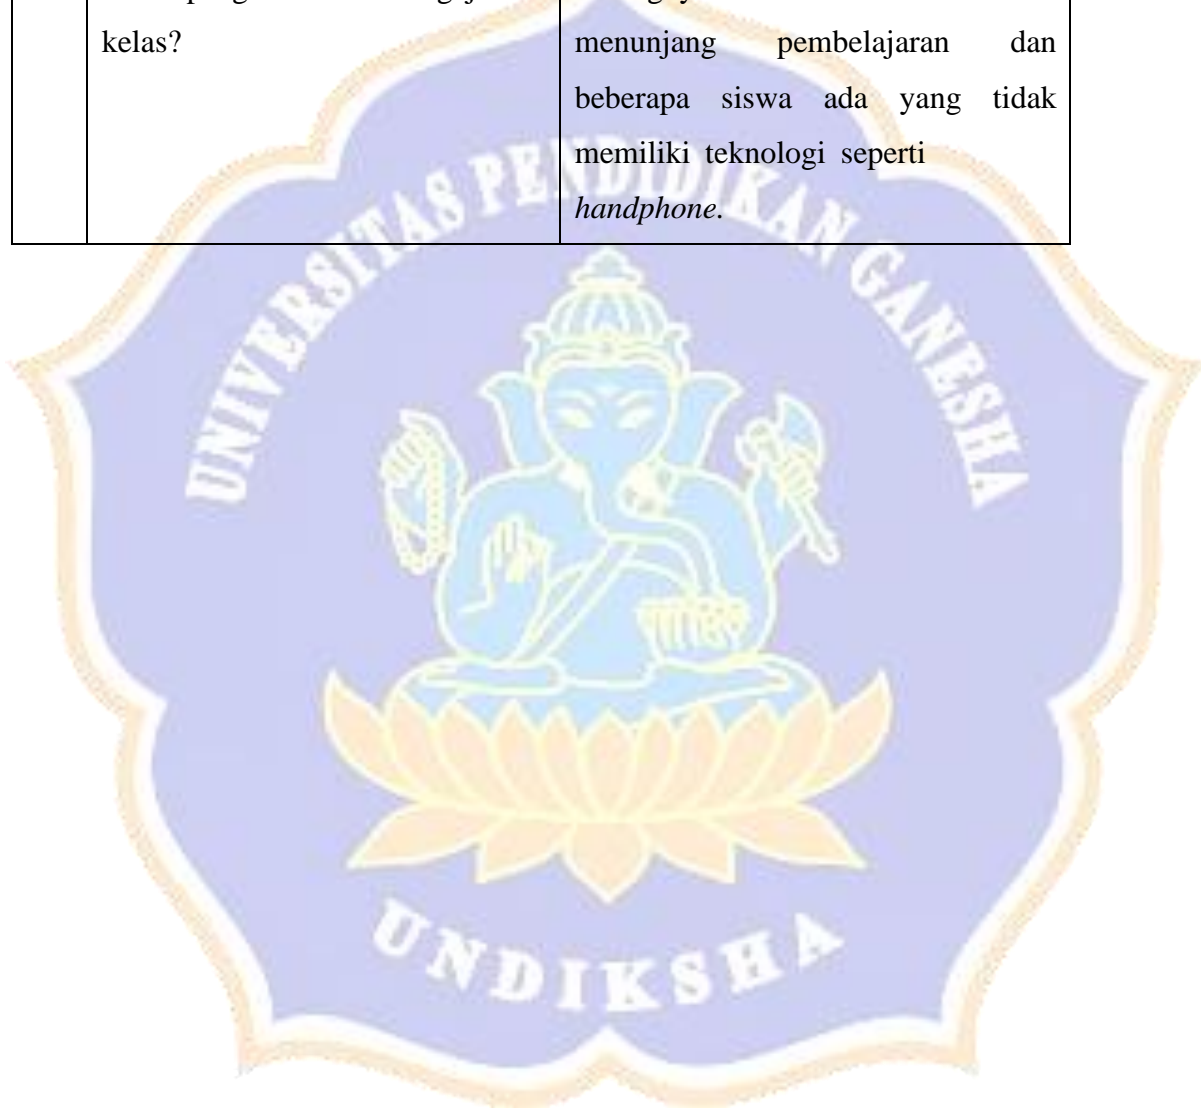 kelas?
menunjang pembelajaran dan
beberapa siswa ada yang tidak
memiliki teknologi seperti
handphone.
UNIVERSITAS PENDIDIKAN GANESHA
UNDIKSHA